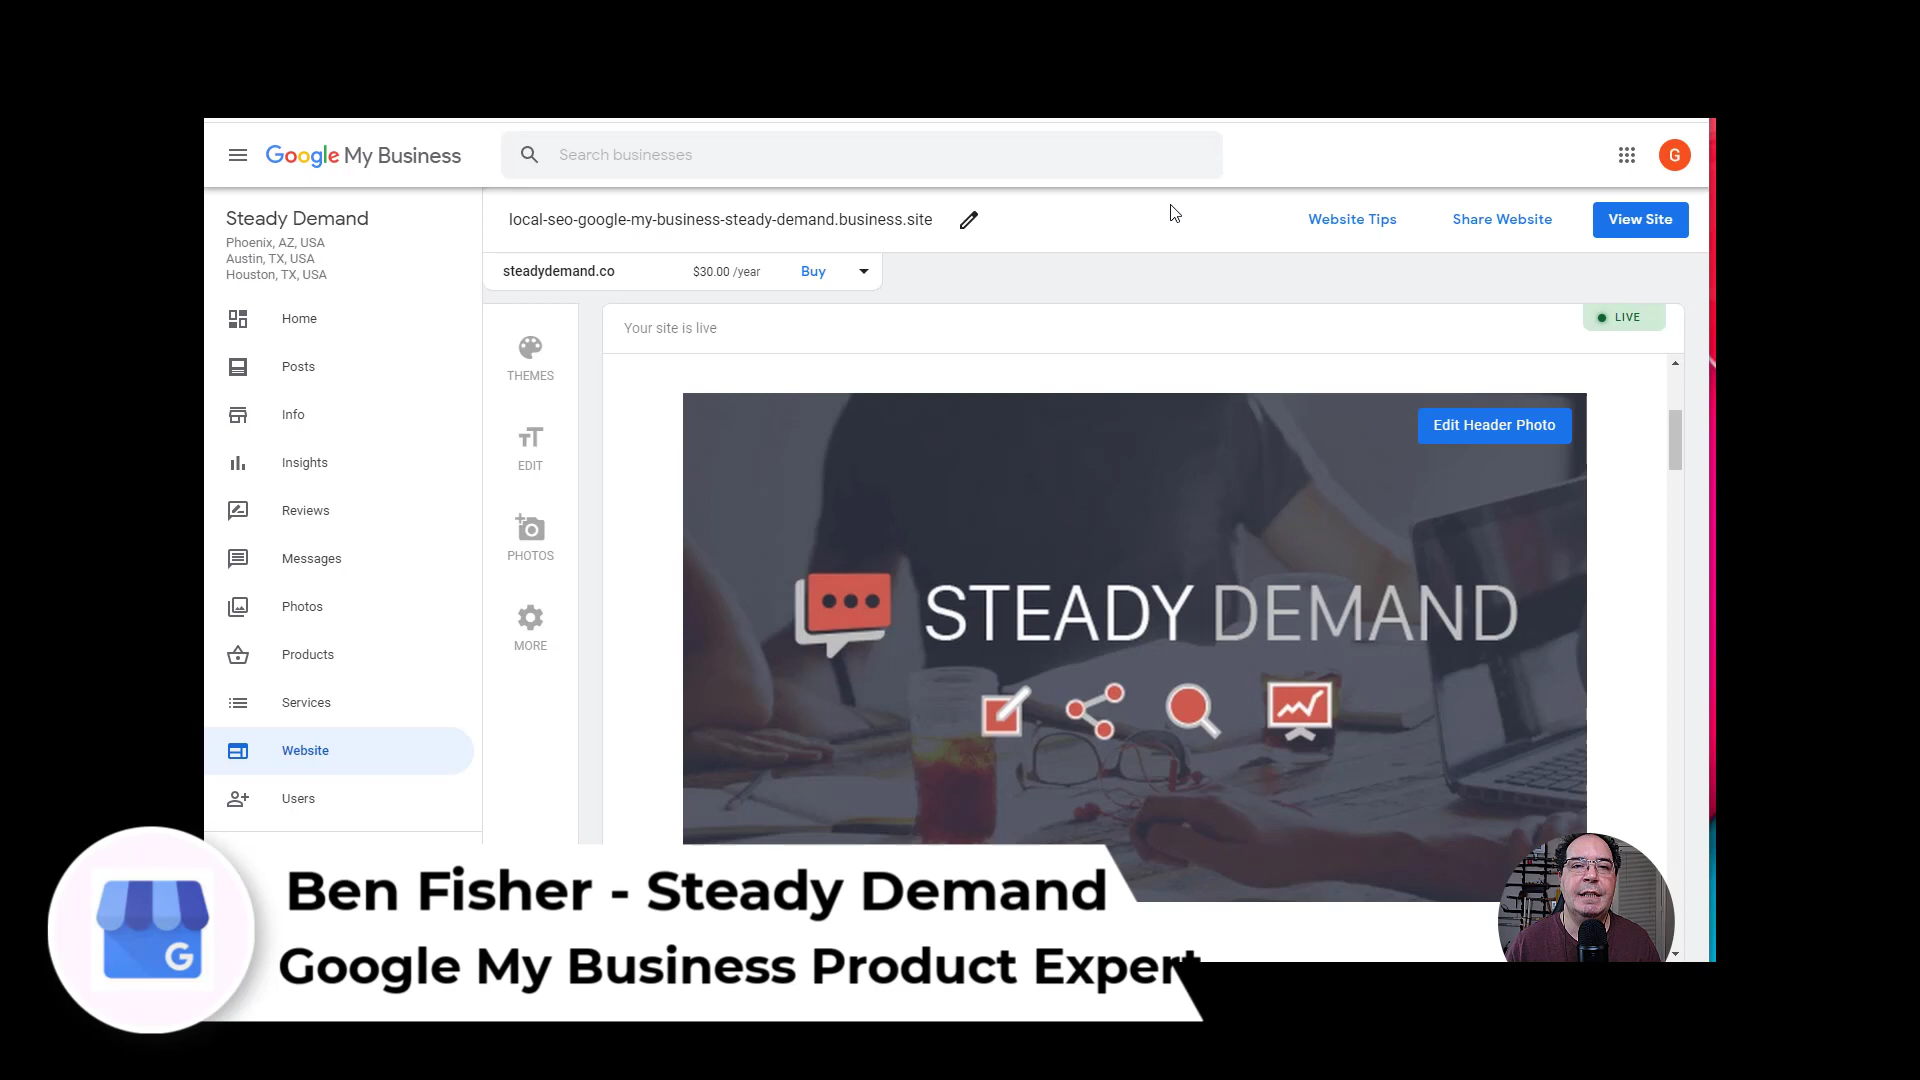 Google My Business
Search businesses
G
Steady Demand
Phoenix, AZ, USA
Austin, TX, USA
Houston, TX, USA
local-seo-google-my-business-steady-demand.business.site
Website Tips
Share Website
View Site
steadydemand.co
$30.00 /year
Buy
Home
Posts
Info
Insights
Reviews
Messages
Photos
Products
Services
Website
Users
THEMES
EDIT
PHOTOS
MORE
Your site is live
LIVE
Edit Header Photo
STEADY DEMAND
G
Ben Fisher - Steady Demand
Google My Business Product Expert